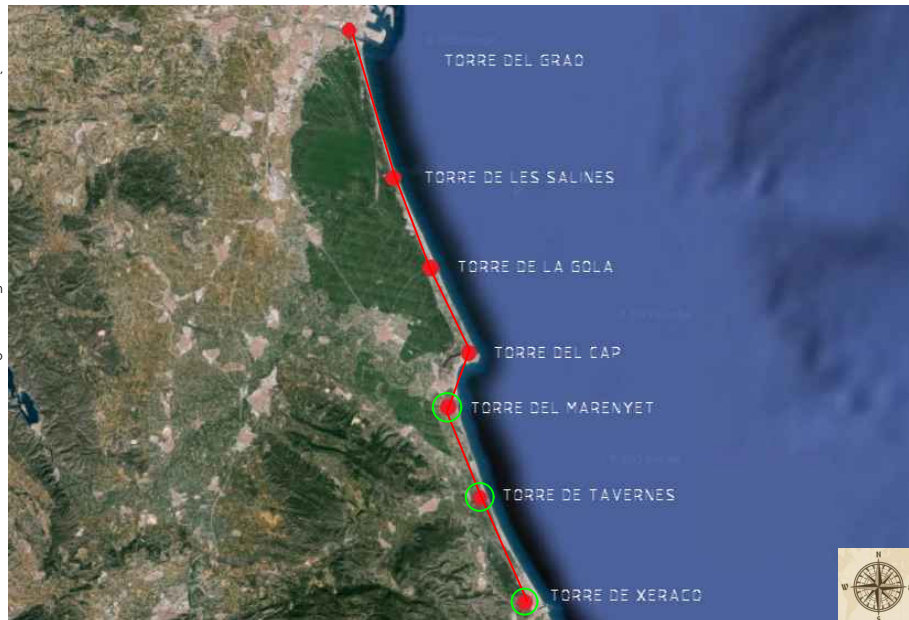 TORRE DEL GRAO
TORRE DE LES SALINES
TORRE DE LA GOLA
TORRE DEL CAP
TORRE DEL MARENYET
TORRE DE TAVERNES
TORRE DE XERACO
N
W
S